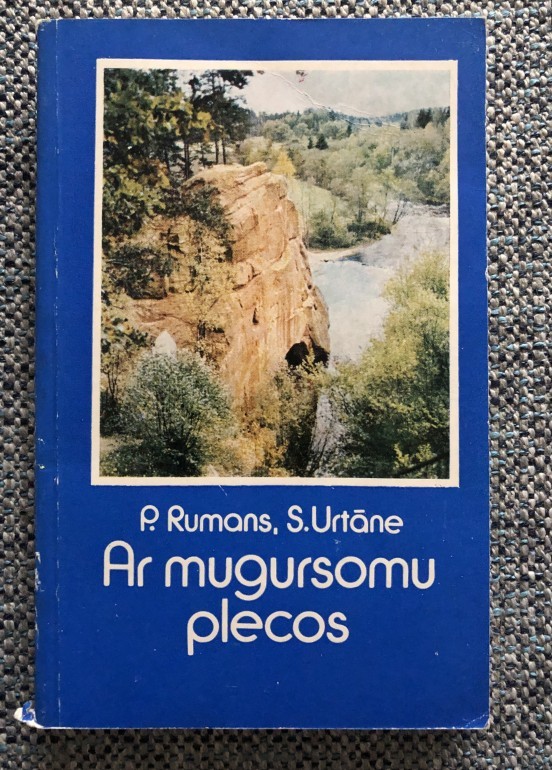 P. Rumans, S.Urtāne
Ar mugursomu
plecos